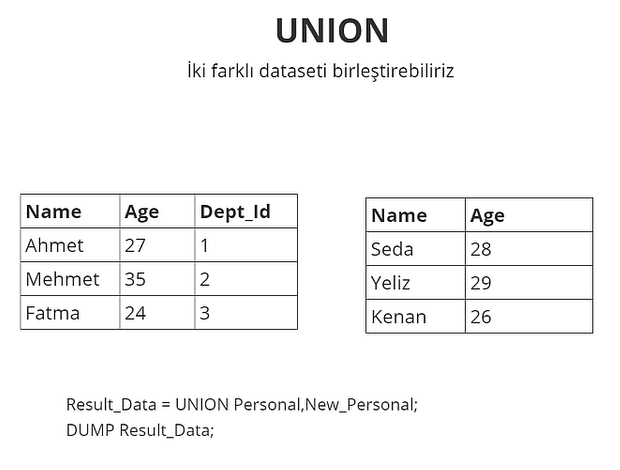 UNION
İki farklı dataseti birleştirebiliriz
Name Age Dept_Id
Ahmet 27 1
Mehmet 35 2
Fatma 24 3
Name Age
Seda 28
Yeliz 29
Kenan 26
Result_Data = UNION Personal,New_Personal;
DUMP Result_Data;